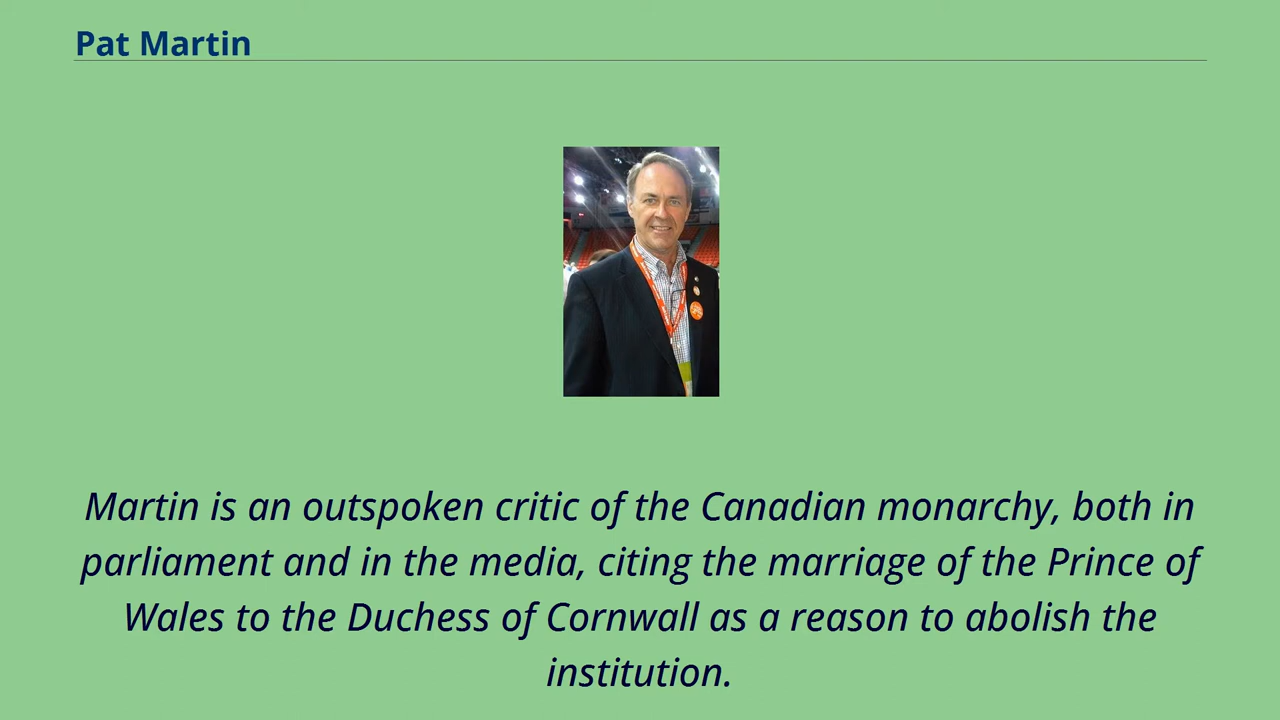 Pat Martin
Martin is an outspoken critic of the Canadian monarchy, both in
parliament and in the media, citing the marriage of the Prince of
Wales to the Duchess of Cornwall as a reason to abolish the
institution.